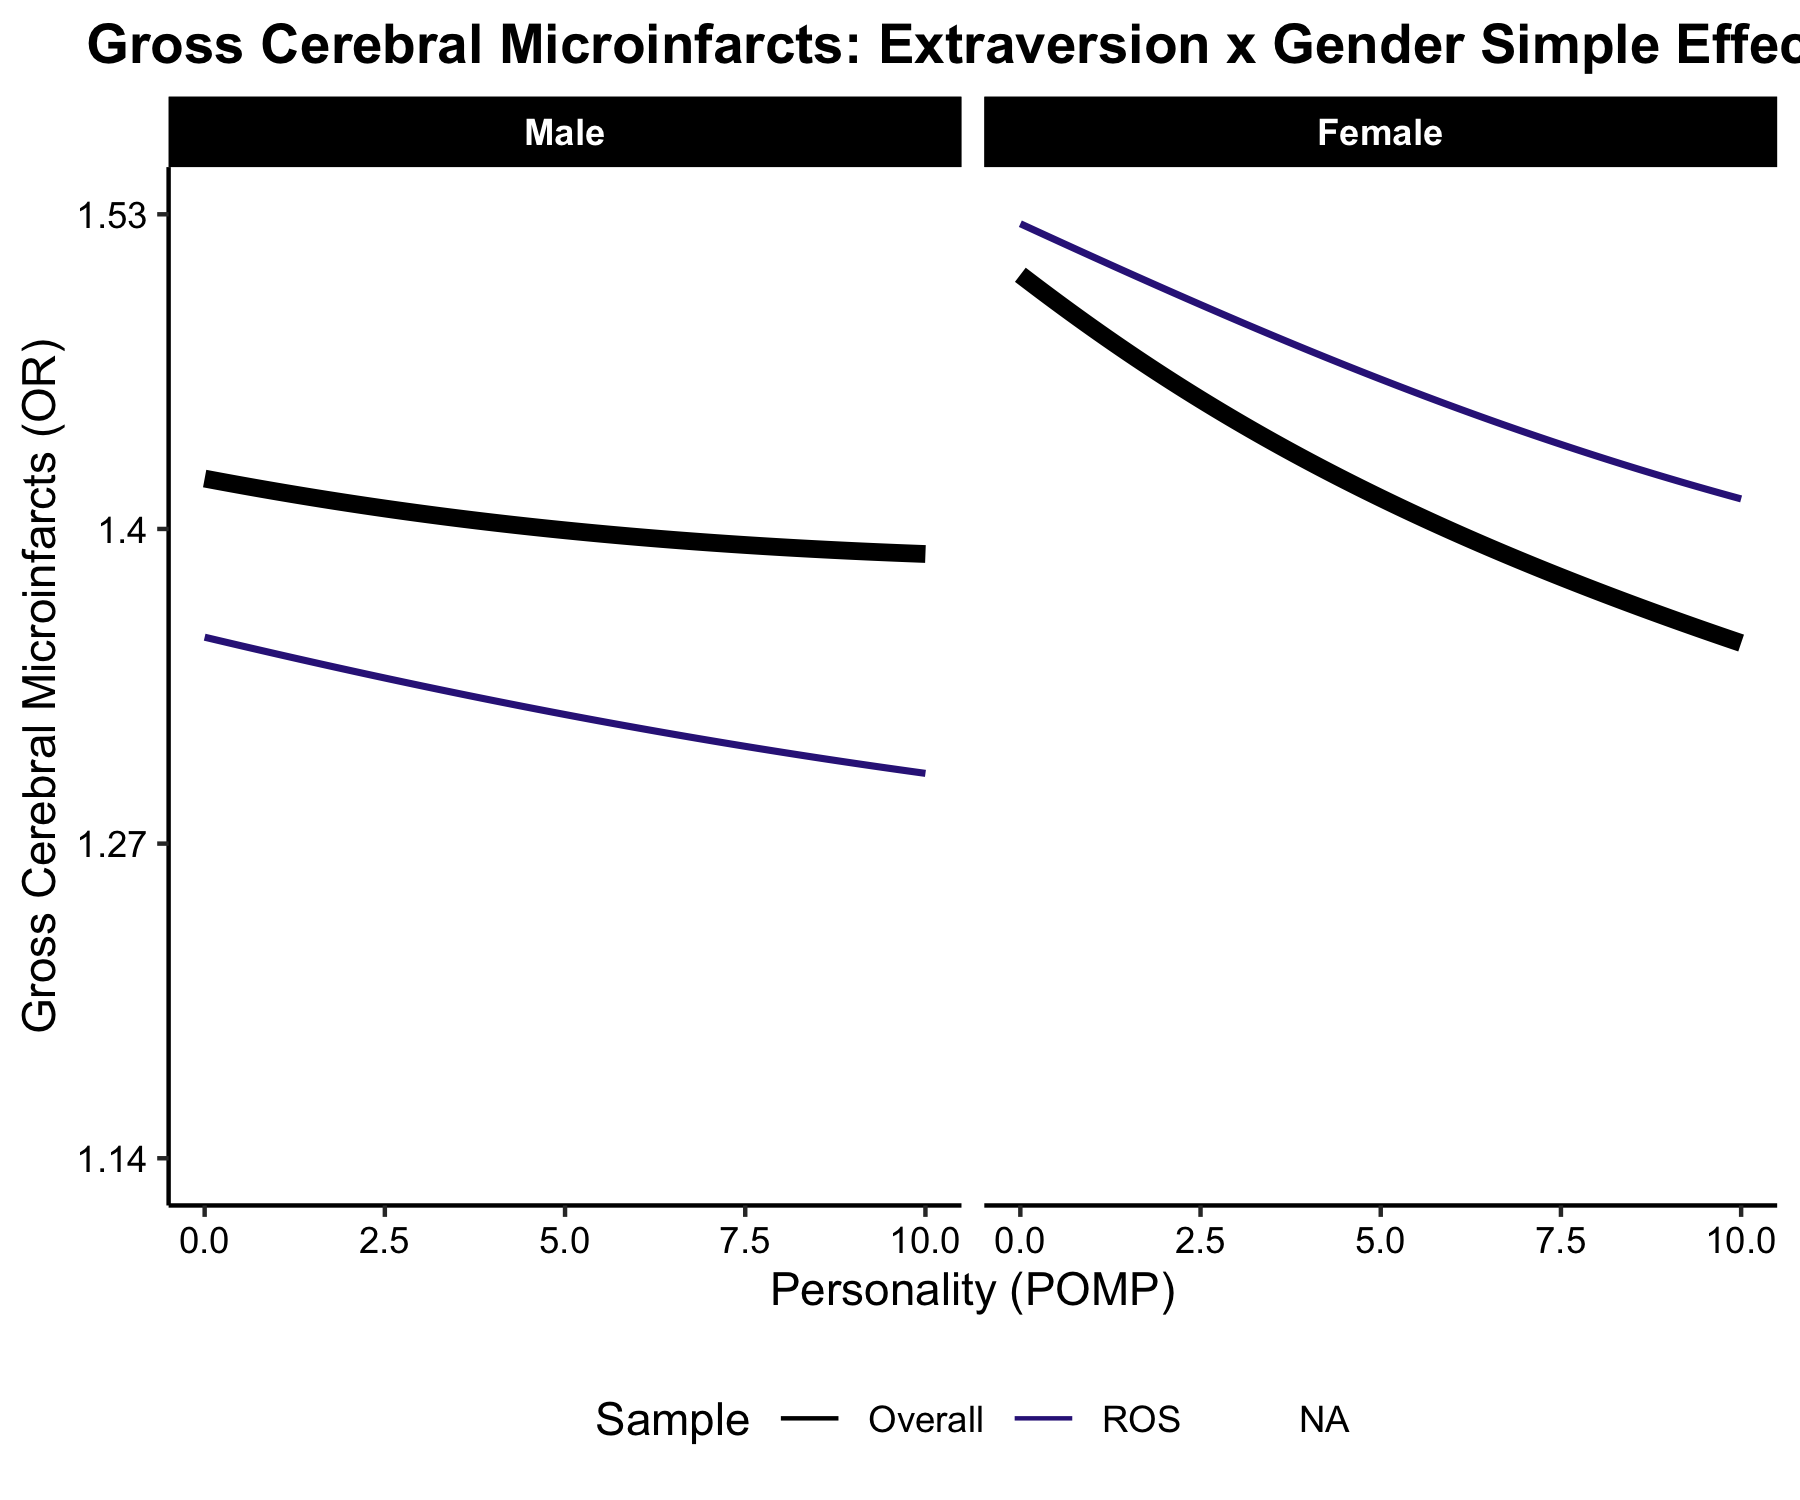 Gross Cerebral Microinfarcts: Extraversion x Gender Simple Effec
Male
Female
Gross Cerebral Microinfarcts (OR)
1.53
1.4
1.27
1.14
0.0 2.5 5.0 7.5 10.0
0.0 2.5 5.0 7.5 10.0
Personality (POMP)
Sample Overall ROS NA